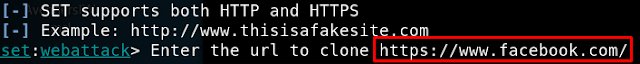 [-] SET supports both HTTP and HTTPS
[-] Example: http://www.thisisafakesite.com
set:webattack> Enter the url to clone https://www.facebook.com/